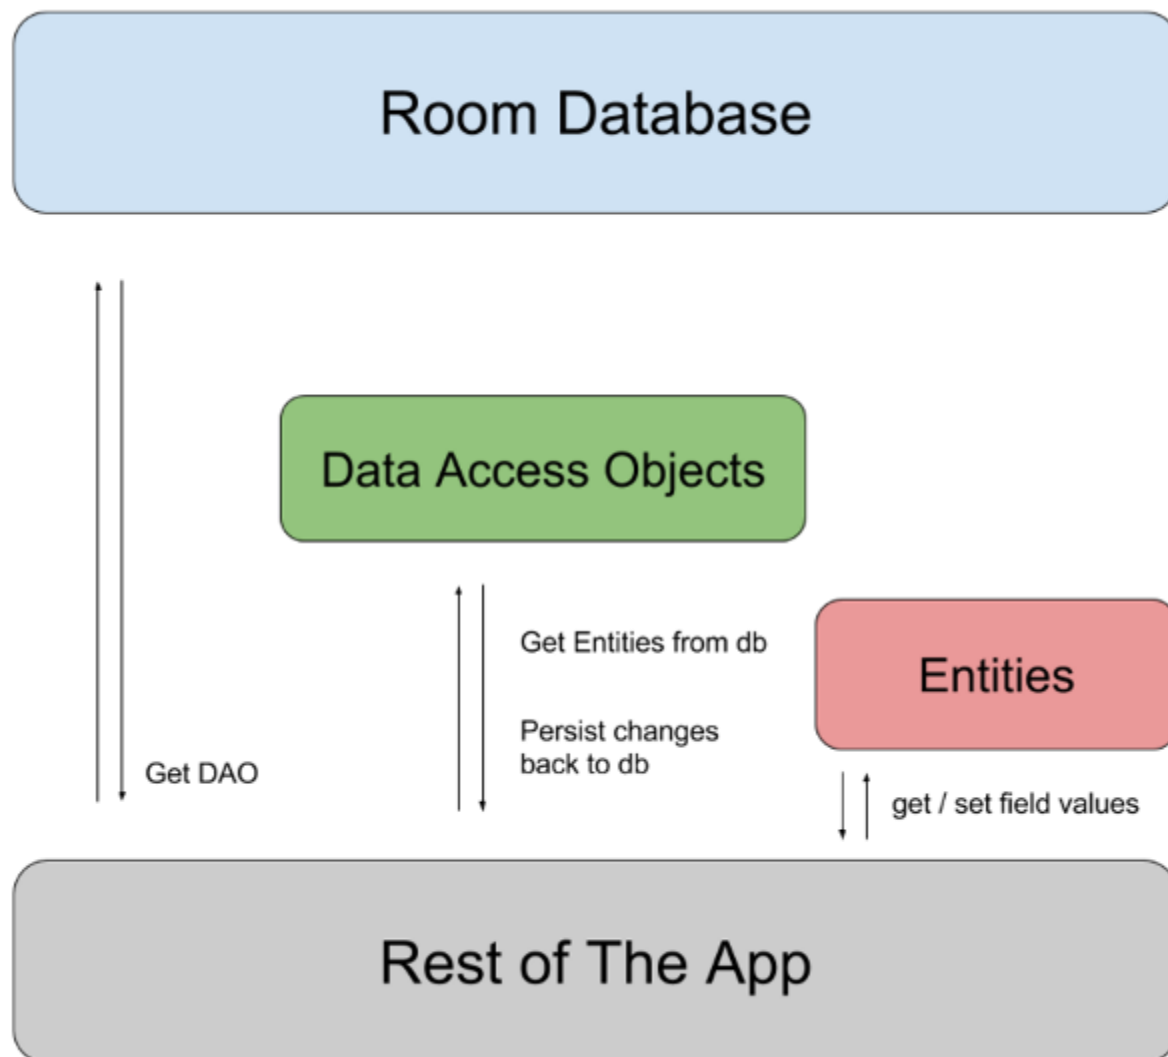 Room Database
Data Access Objects
Get Entities from db
Entities
Persist changes
back to db
Get DAO
get / set field values
Rest of The App